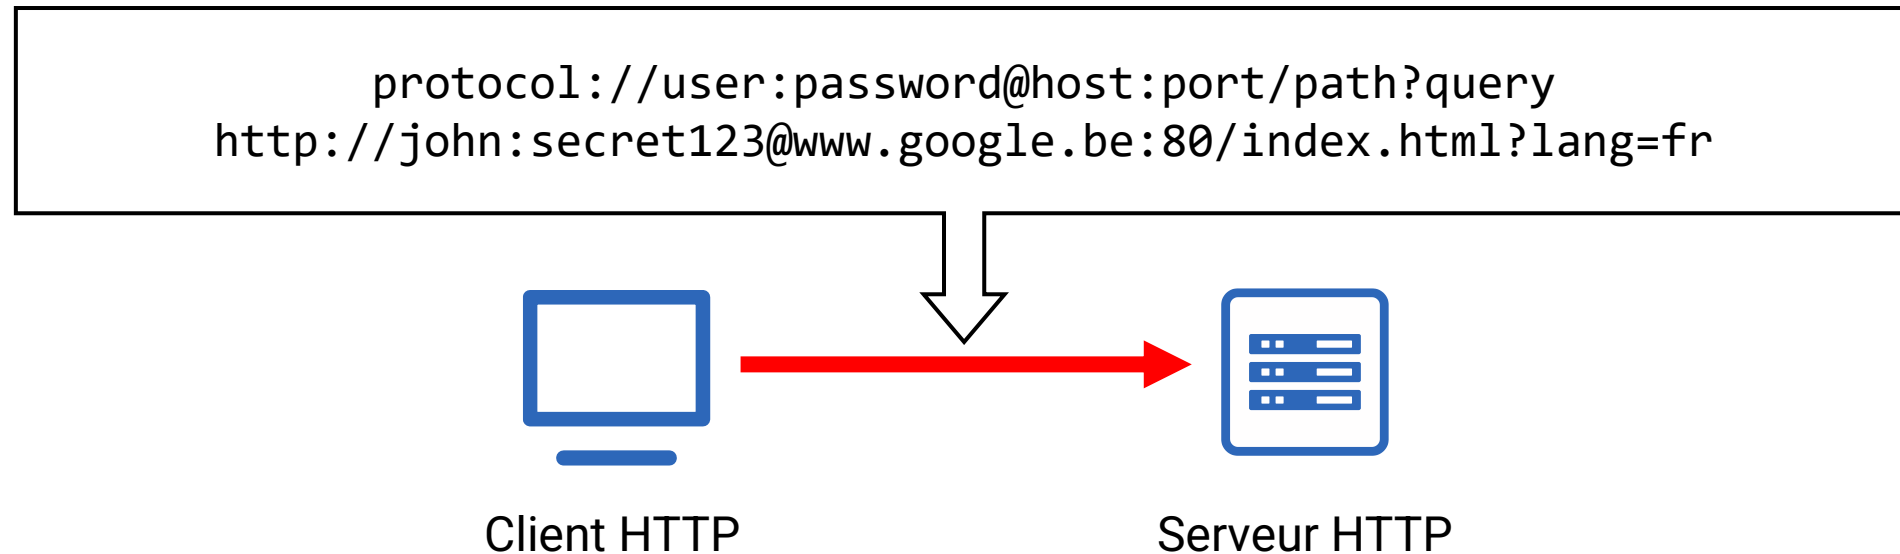 protocol://user:password@host:port/path?query
http://john:secret123@www.google.be:80/index.html?lang=fr
Client HTTP
Serveur HTTP